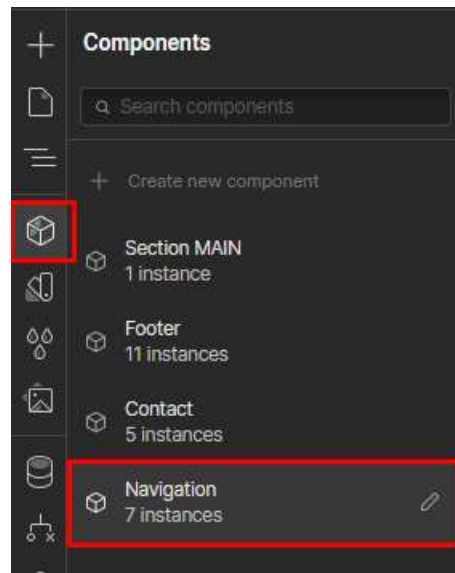 Components
Search components
Create new component
Section MAIN
1 instance
Footer
11 instances
Contact
5 instances
Navigation
7 instances